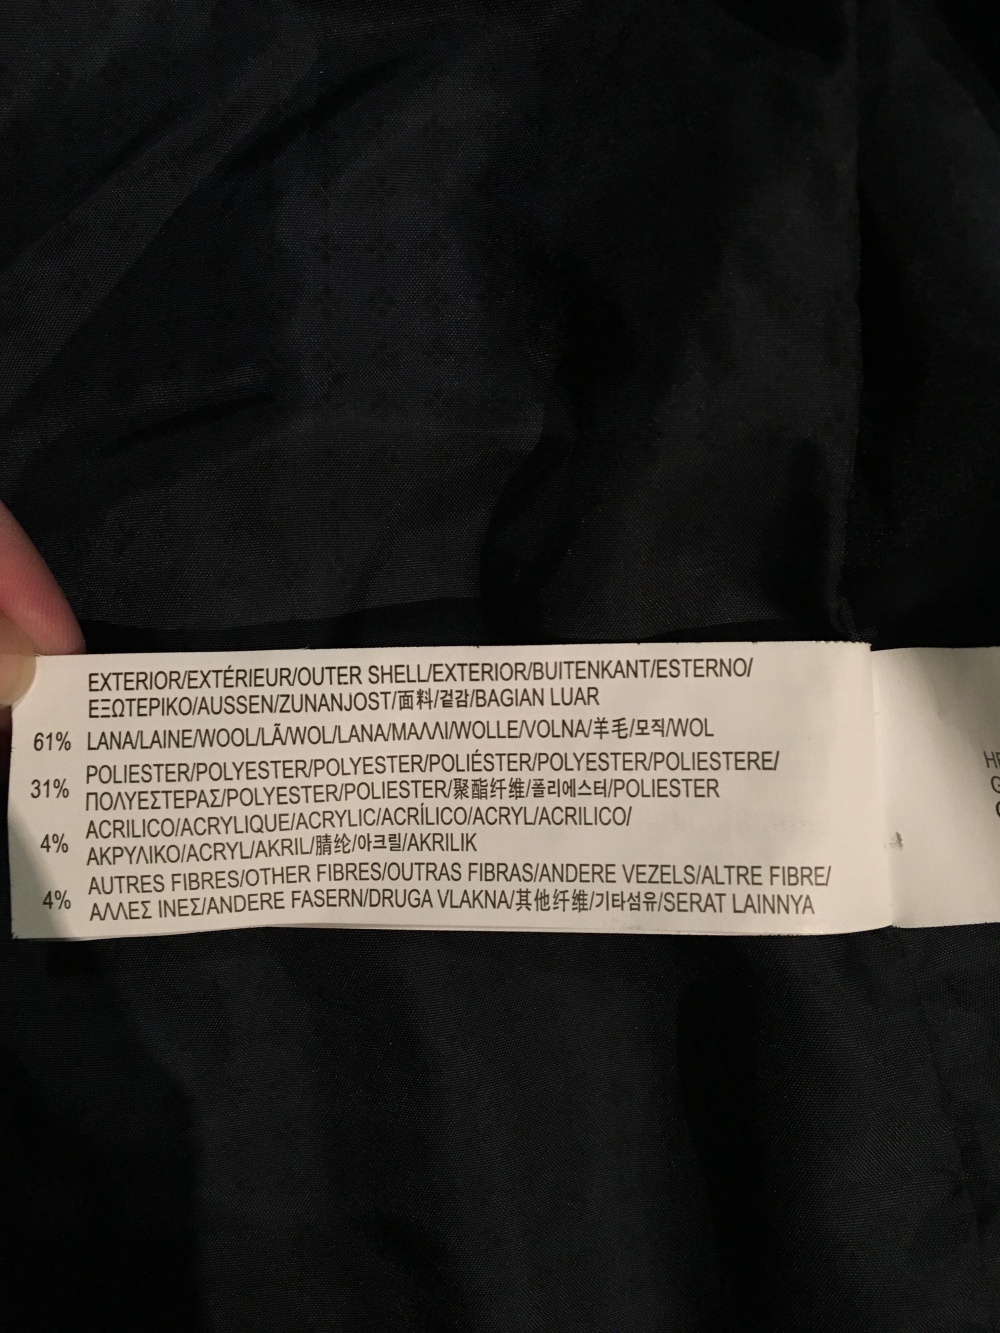 EXTERIOR/EXTÉRIEUR/OUTER SHELL/EXTERIOR/BUITENKANT/ESTERNO/
ΕΞΩΤΕΡΙΚΟ/AUSSEN/ZUNANJOST/面料/겉감/BAGIAN LUAR
61% LANA/LAINE/WOOL/LÃ/WOL/LANA/ΜΑΛΛΙ/WOLLE/VOLNA/羊毛/모직/WOL
POLIESTER/POLYESTER/POLYESTER/POLIÉSTER/POLYESTER/POLIESTERE/
31% ΠΟΛΥΕΣΤΕΡΑΣ/POLYESTER/POLIESTER/聚酯纤维/폴리에스터/POLIESTER
ACRILICO/ACRYLIQUE/ACRYLIC/ACRÍLICO/ACRYL/ACRILICO/
4% ΑΚΡΥΛΙΚΟ/ACRYL/AKRIL/腈纶/아크릴/AKRILIK
AUTRES FIBRES/OTHER FIBRES/OUTRAS FIBRAS/ANDERE VEZELS/ALTRE FIBRE/
4% ΑΛΛΕΣ ΙΝΕΣ/ANDERE FASERN/DRUGA VLAKNA/其他纤维/기타섬유/SERAT LAINNYA